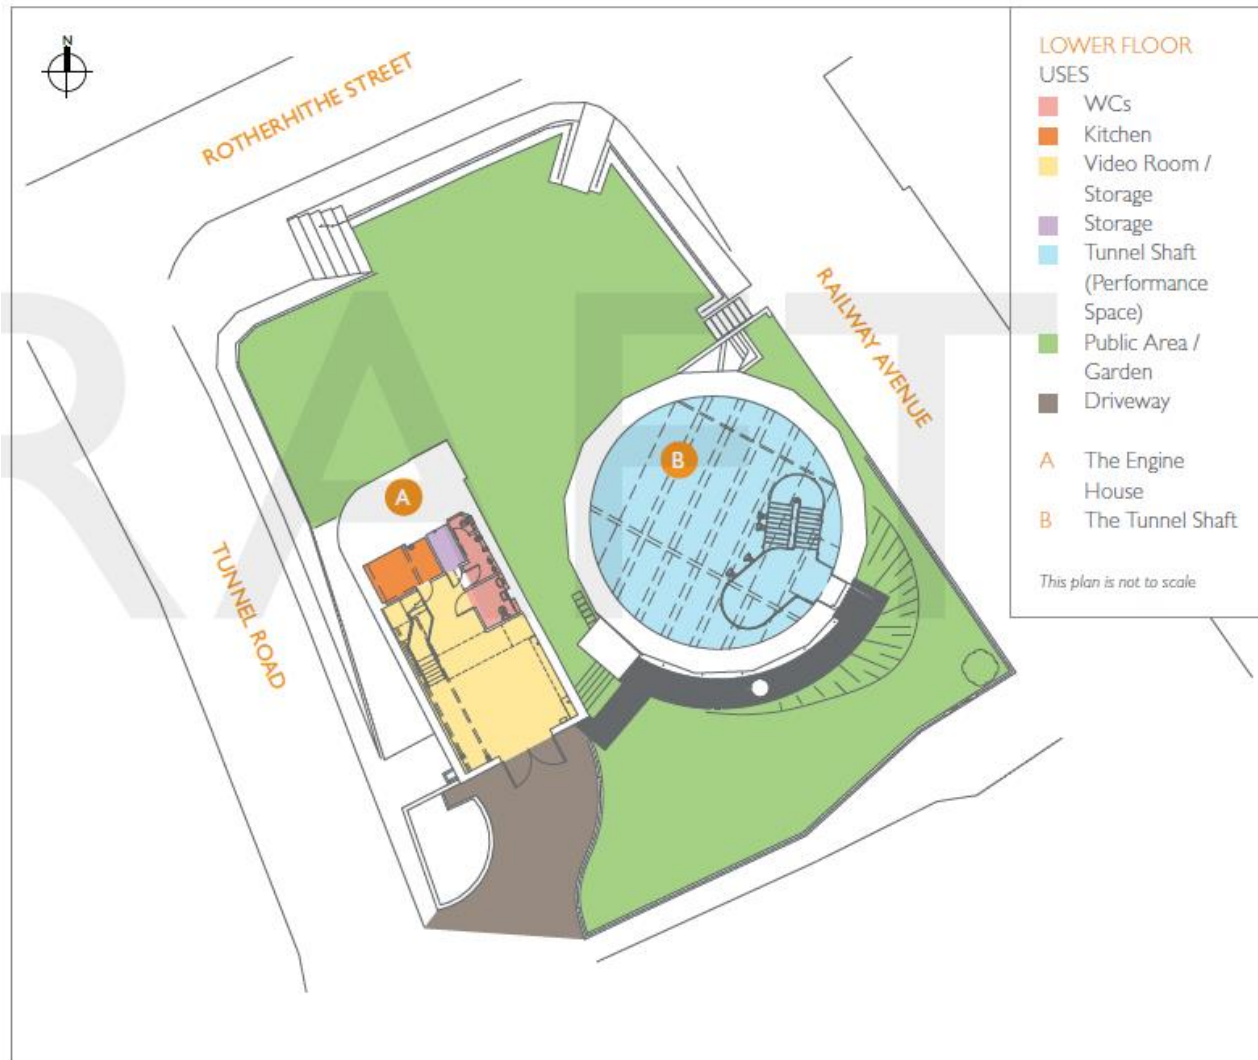 N
ROTHERHITHE STREET
RAILWAY AVENUE
TUNNEL ROAD
A
B
RAFT
LOWER FLOOR
USES
WCs
Kitchen
Video Room /
Storage
Storage
Tunnel Shaft
(Performance
Space)
Public Area /
Garden
Driveway
A The Engine
House
B The Tunnel Shaft
This plan is not to scale